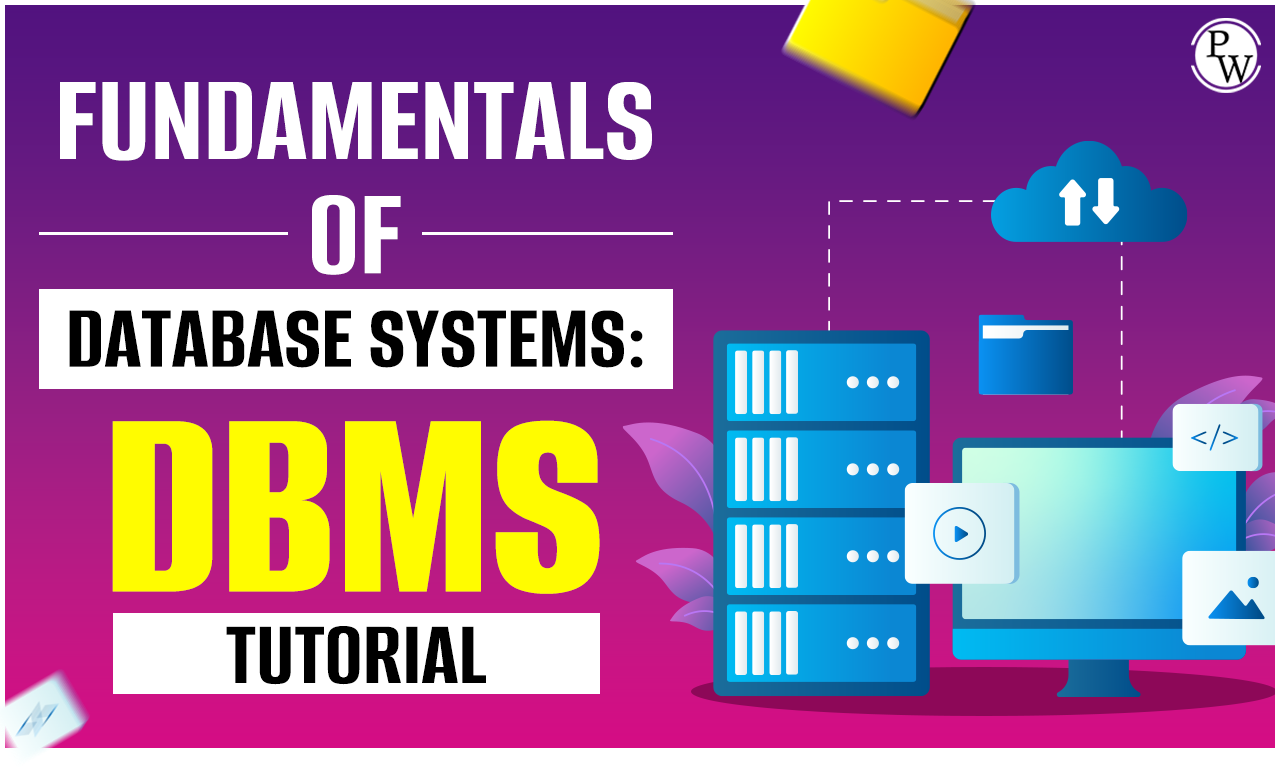 FUNDAMENTALS
OF
DATABASE SYSTEMS:
DBMS
TUTORIAL
PW
</>